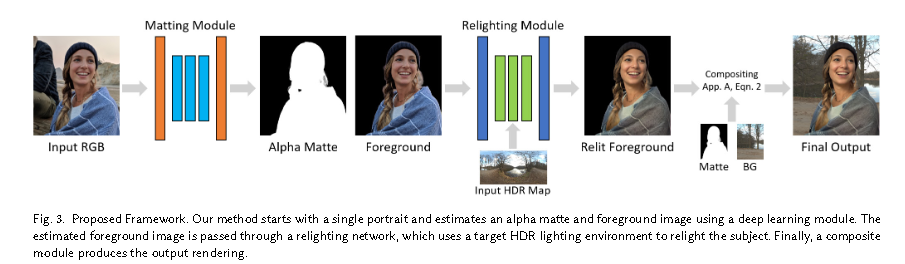 Matting Module
Relighting Module
Compositing
App. A, Eqn. 2
Input RGB
Alpha Matte
Foreground
Input HDR Map
Relit Foreground
Matte
BG
Final Output
Fig. 3. Proposed Framework. Our method starts with a single portrait and estimates an alpha matte and foreground image using a deep learning module. The
estimated foreground image is passed through a relighting network, which uses a target HDR lighting environment to relight the subject. Finally, a composite
module produces the output rendering.